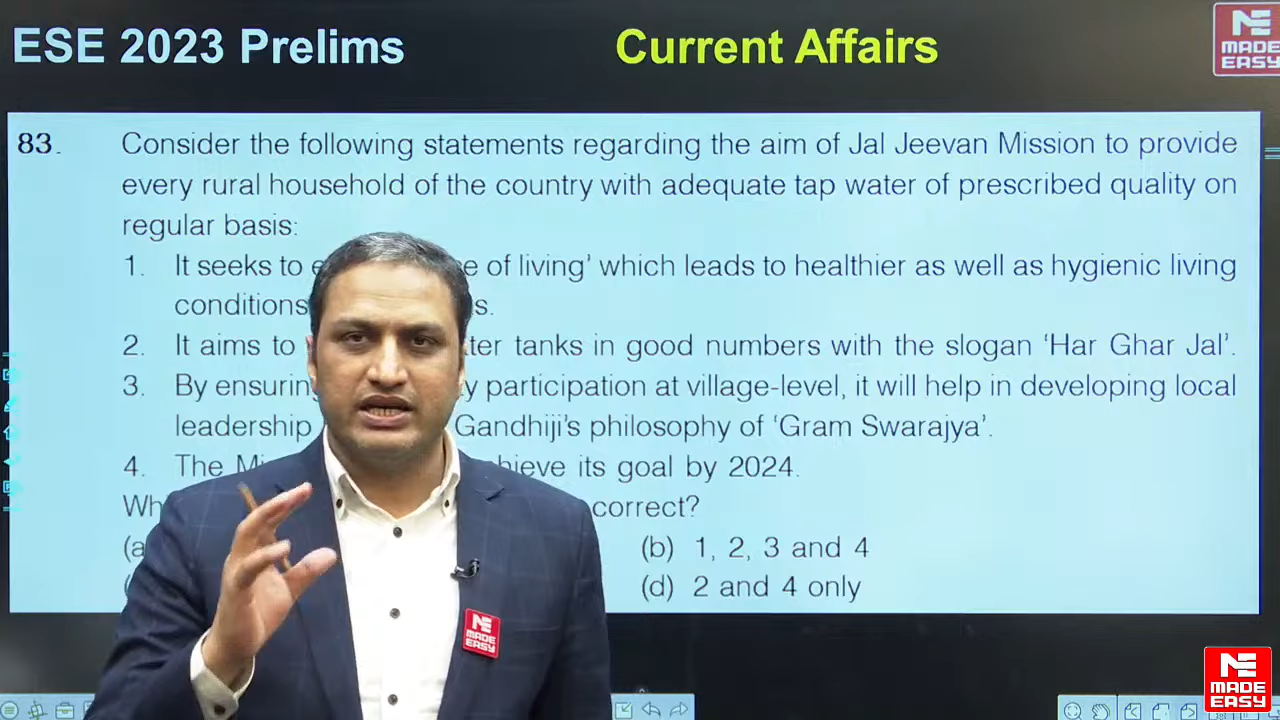 ESE 2023 Prelims
Current Affairs
NE
MADE
EASY
83.
Consider the following statements regarding the aim of Jal Jeevan Mission to provide
every rural household of the country with adequate tap water of prescribed quality on
regular basis:
1. It seeks to of living' which leads to healthier as well as hygienic living
conditions
2. It aims to tanks in good numbers with the slogan 'Har Ghar Jal'.
3. By participation at village-level, it will help in developing local
leadership Gandhiji's philosophy of 'Gram Swarajya'.
4. The its goal by 2024.
correct?
(b) 1, 2, 3 and 4
(d) 2 and 4 only
ME
MADE
EASY
ME
MADE
EASY